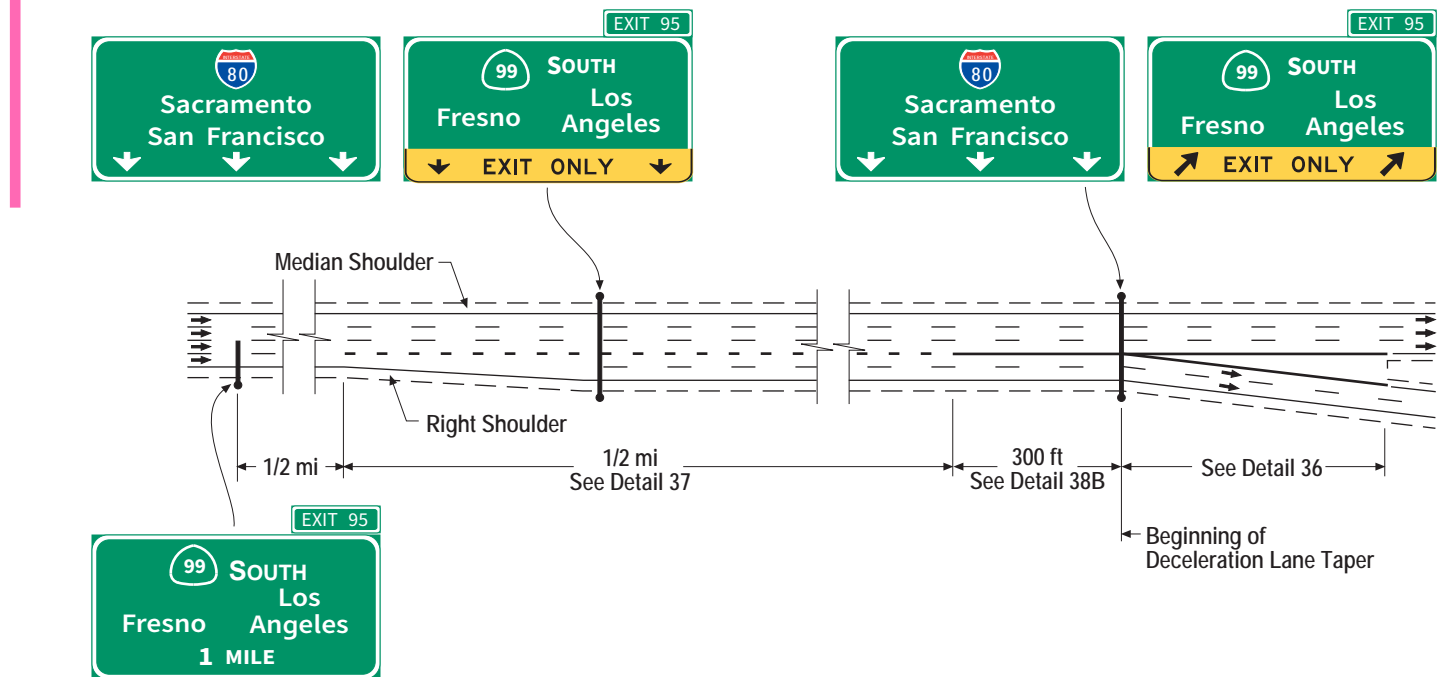 EXIT 95
INTERSTATE
80
Sacramento
San Francisco
99 SOUTH
Fresno Los Angeles
EXIT ONLY
EXIT 95
INTERSTATE
80
Sacramento
San Francisco
99 SOUTH
Fresno Los Angeles
EXIT ONLY
Median Shoulder
Right Shoulder
1/2 mi
1/2 mi
See Detail 37
300 ft
See Detail 38B
See Detail 36
Beginning of
Deceleration Lane Taper
EXIT 95
99 SOUTH
Fresno Los Angeles
1 MILE